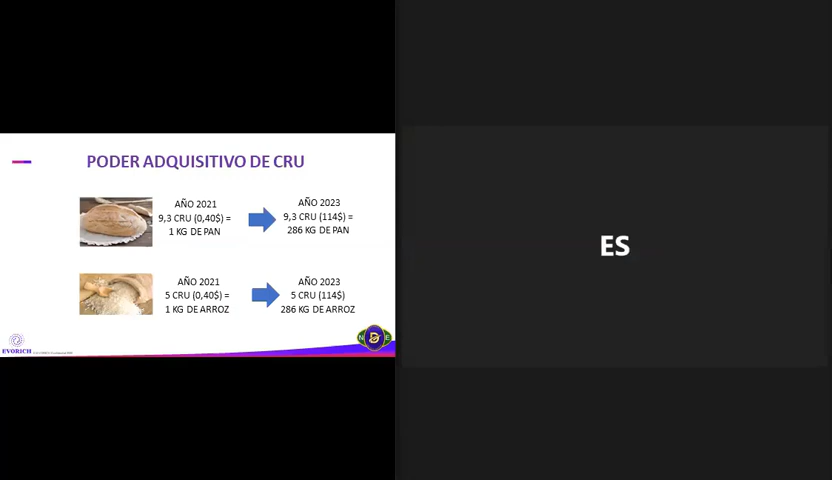 PODER ADQUISITIVO DE CRU
AÑO 2021
9,3 CRU (0,40$) =
1 KG DE PAN
AÑO 2023
9,3 CRU (114$) =
286 KG DE PAN
AÑO 2021
5 CRU (0,40$) =
1 KG DE ARROZ
AÑO 2023
5 CRU (114$)
286 KG DE ARROZ
EVORICH
N E
ES